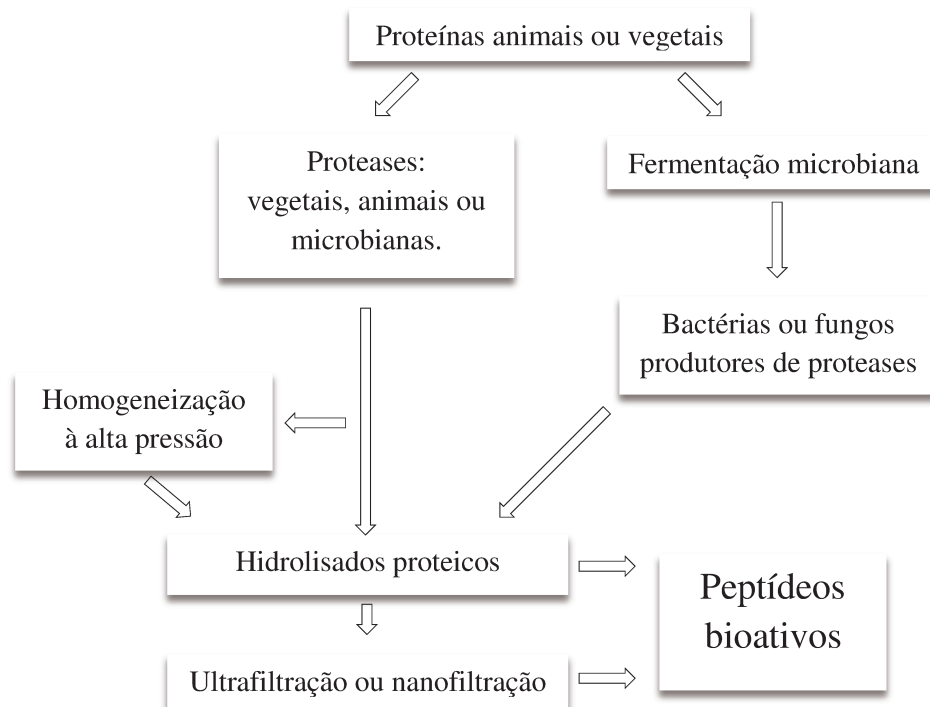 Proteínas animais ou vegetais
Proteases:
vegetais, animais ou
microbianas.
Fermentação microbiana
Bactérias ou fungos
produtores de proteases
Homogeneização
à alta pressão
Hidrolisados proteicos
Peptídeos
bioativos
Ultrafiltração ou nanofiltração